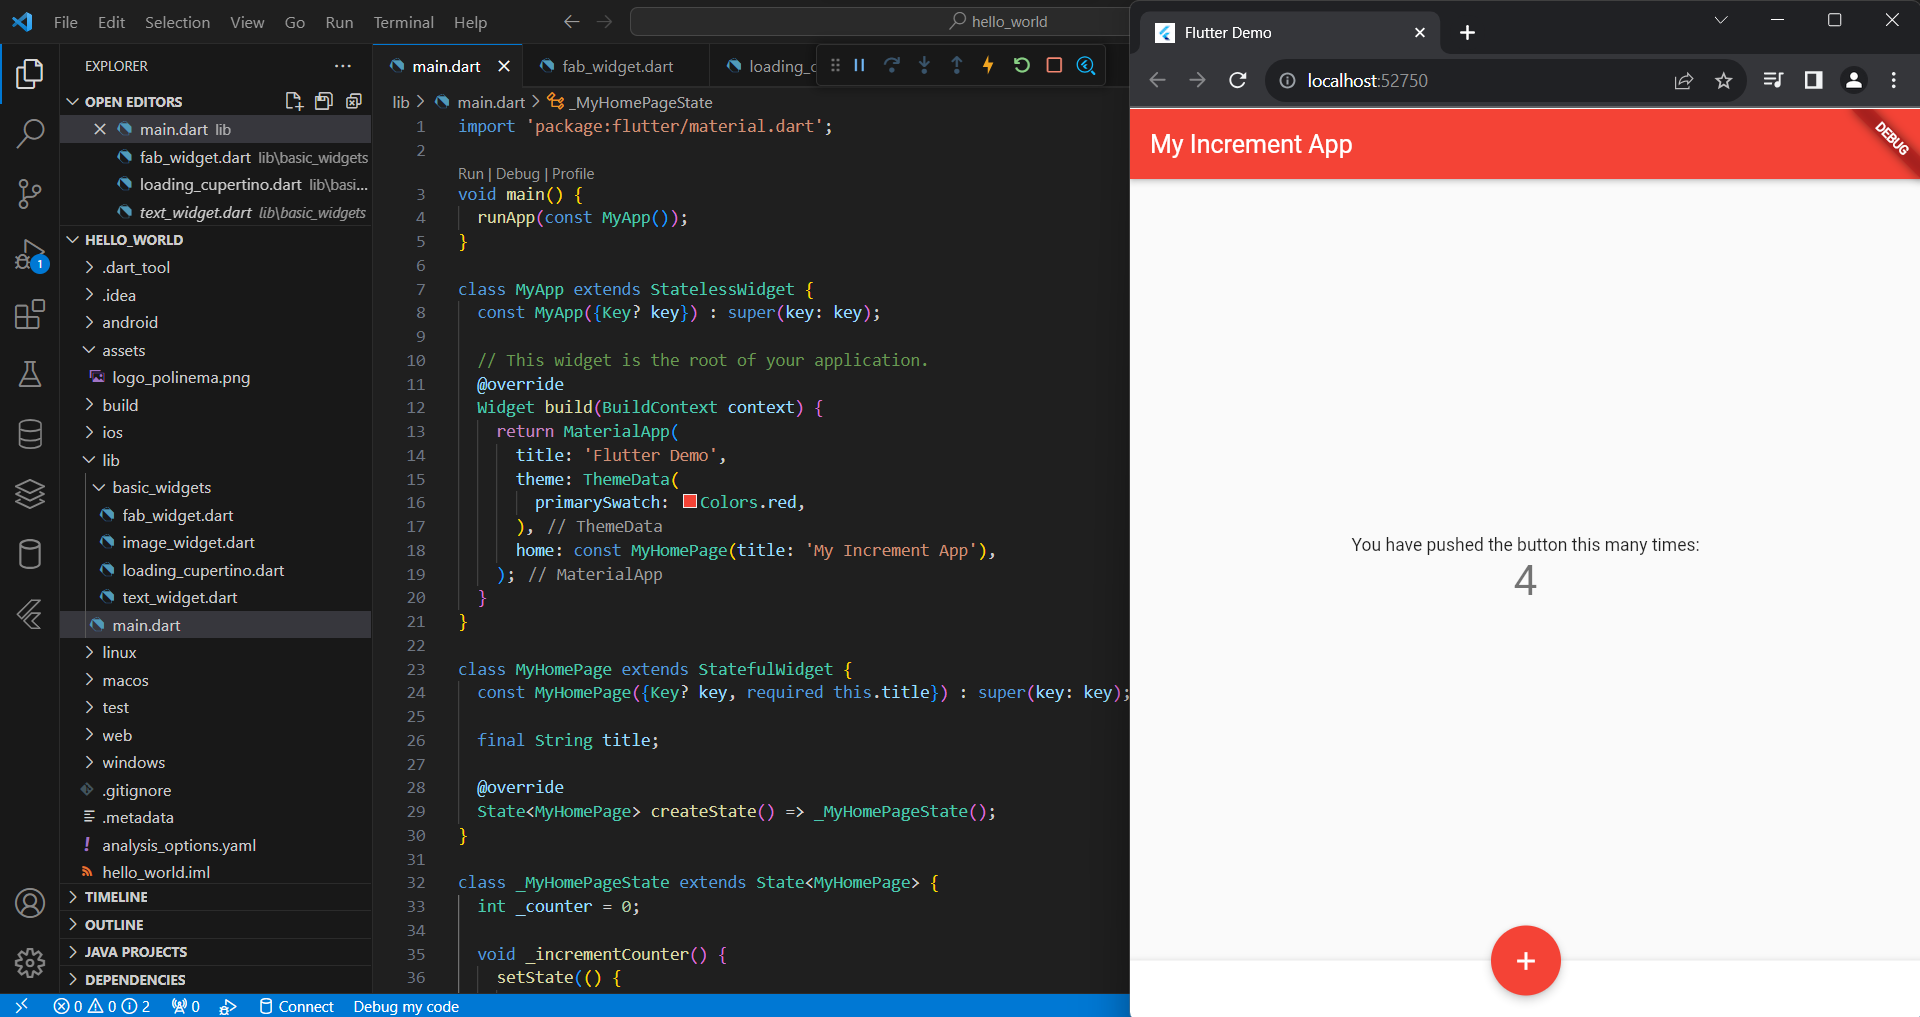 File Edit Selection View Go Run Terminal Help
hello_world
EXPLORER
OPEN EDITORS
main.dart lib
fab_widget.dart lib\basic_widgets
loading_cupertino.dart lib\basi...
text_widget.dart lib\basic_widgets
HELLO_WORLD
.dart_tool
.idea
android
assets
logo_polinema.png
build
ios
lib
basic_widgets
fab_widget.dart
image_widget.dart
loading_cupertino.dart
text_widget.dart
main.dart
linux
macos
test
web
windows
.gitignore
.metadata
analysis_options.yaml
hello_world.iml
TIMELINE
OUTLINE
JAVA PROJECTS
DEPENDENCIES
1
main.dart fab_widget.dart loading_c
lib > main.dart > _MyHomePageState
1 import 'package:flutter/material.dart';
2
Run | Debug | Profile
3 void main() {
4 runApp(const MyApp());
5 }
6
7 class MyApp extends StatelessWidget {
8 const MyApp({Key? key}) : super(key: key);
9
10 // This widget is the root of your application.
11 @override
12 Widget build(BuildContext context) {
13 return MaterialApp(
14 title: 'Flutter Demo',
15 theme: ThemeData(
16 primarySwatch: Colors.red,
17 ), // ThemeData
18 home: const MyHomePage(title: 'My Increment App'),
19 ); // MaterialApp
20 }
21 }
22
23 class MyHomePage extends StatefulWidget {
24 const MyHomePage({Key? key, required this.title}) : super(key: key);
25
26 final String title;
27
28 @override
29 State<MyHomePage> createState() => _MyHomePageState();
30 }
31
32 class _MyHomePageState extends State<MyHomePage> {
33 int _counter = 0;
34
35 void _incrementCounter() {
36 setState(() {
0 0 2 0 Connect Debug my code
Flutter Demo
localhost:52750
My Increment App
DEBUG
You have pushed the button this many times:
4
+